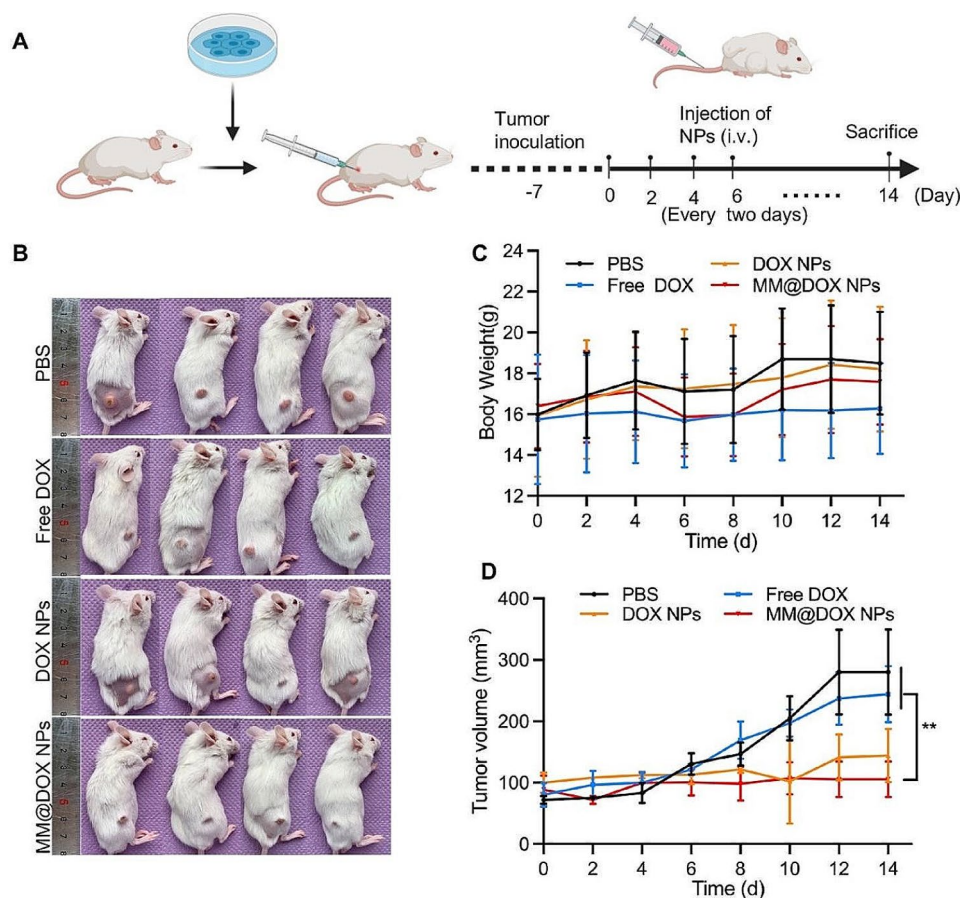 A
Tumor
inoculation
Injection of
NPs (i.v.)
Sacrifice
-7
0
2
4
6
14
(Day)
(Every two days)
B
PBS
Free DOX
DOX NPs
MM@DOX NPs
C
PBS
DOX NPs
Free DOX
MM@DOX NPs
Body Weight(g)
24
22
20
18
16
14
12
0 2 4 6 8 10 12 14
Time (d)
D
PBS
Free DOX
DOX NPs
MM@DOX NPs
Tumor volume (mm³)
400
300
200
100
0
**
0 2 4 6 8 10 12 14
Time (d)